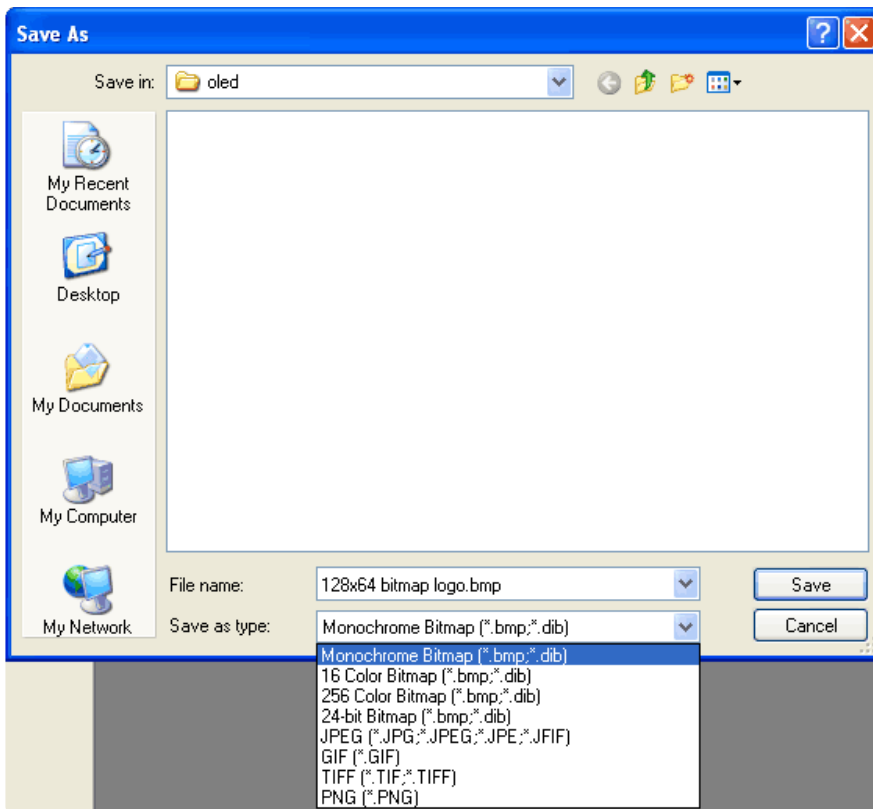 Save As
Save in: oled
My Recent
Documents
Desktop
My Documents
My Computer
My Network
File name: 128x64 bitmap logo.bmp Save
Save as type: Monochrome Bitmap (*.bmp;*.dib) Cancel
Monochrome Bitmap (*.bmp;*.dib)
16 Color Bitmap (*.bmp;*.dib)
256 Color Bitmap (*.bmp;*.dib)
24-bit Bitmap (*.bmp;*.dib)
JPEG (*.JPG;*.JPEG;*.JPE;*.JFIF)
GIF (*.GIF)
TIFF (*.TIF;*.TIFF)
PNG (*.PNG)